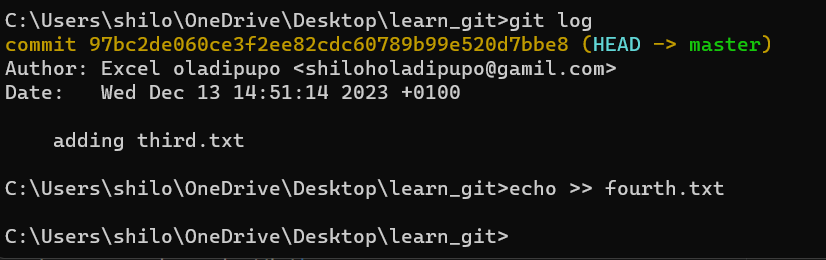 C:\Users\shilo\OneDrive\Desktop\learn_git>git log
commit 97bc2de060ce3f2ee82cdc60789b99e520d7bbe8 (HEAD -> master)
Author: Excel oladipupo <shiloholadipupo@gamil.com>
Date:   Wed Dec 13 14:51:14 2023 +0100
    adding third.txt
C:\Users\shilo\OneDrive\Desktop\learn_git>echo >> fourth.txt
C:\Users\shilo\OneDrive\Desktop\learn_git>